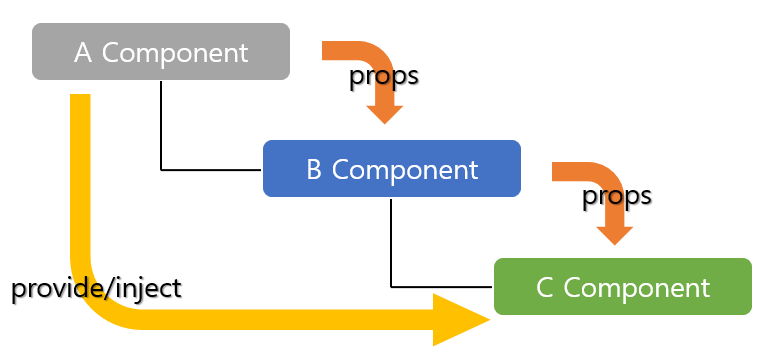 A Component
props
B Component
props
provide/inject
C Component